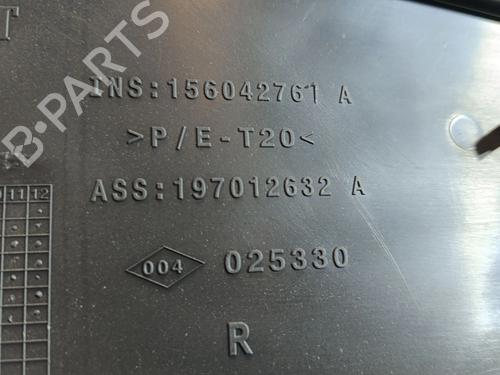 T
INS:156042761 A
>P/E-T20<
ASS:197012632 A
11 12
004 025330
R
B-PARTS